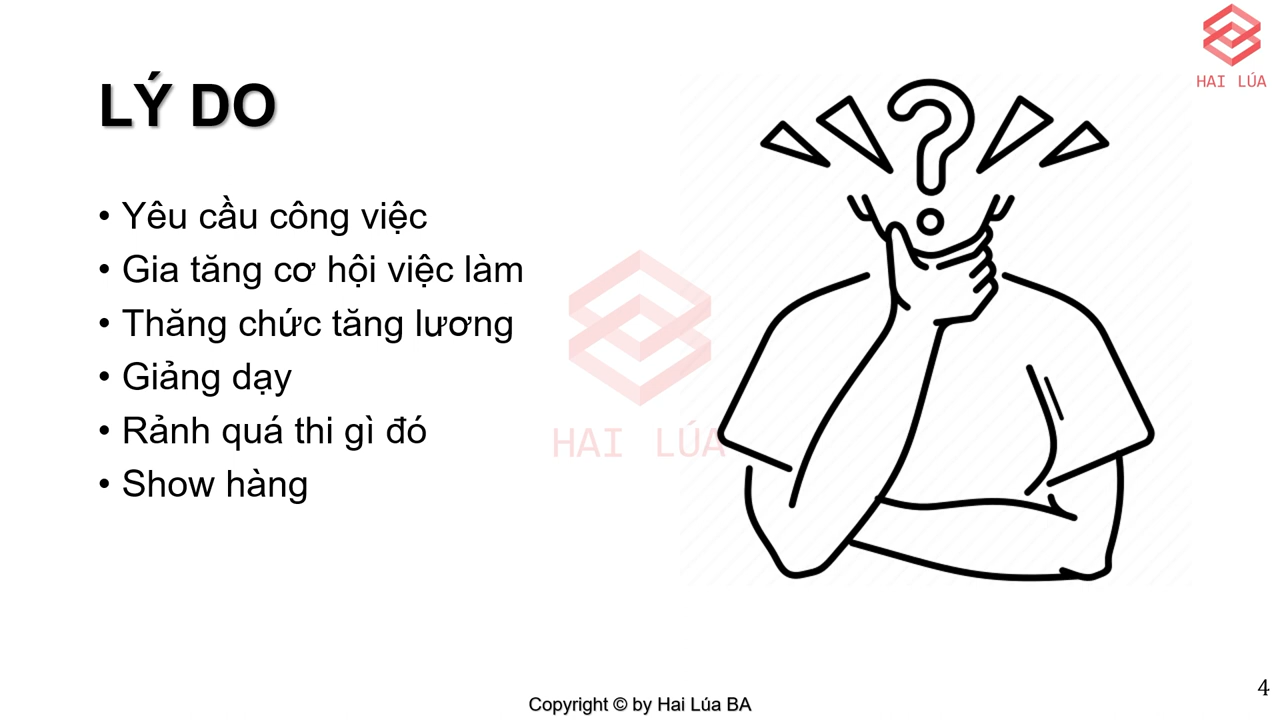 HAI LÚA
LÝ DO
• Yêu cầu công việc
• Gia tăng cơ hội việc làm
• Thăng chức tăng lương
• Giảng dạy
• Rảnh quá thi gì đó
• Show hàng
HAI LÚA
Copyright © by Hai Lúa BA
4